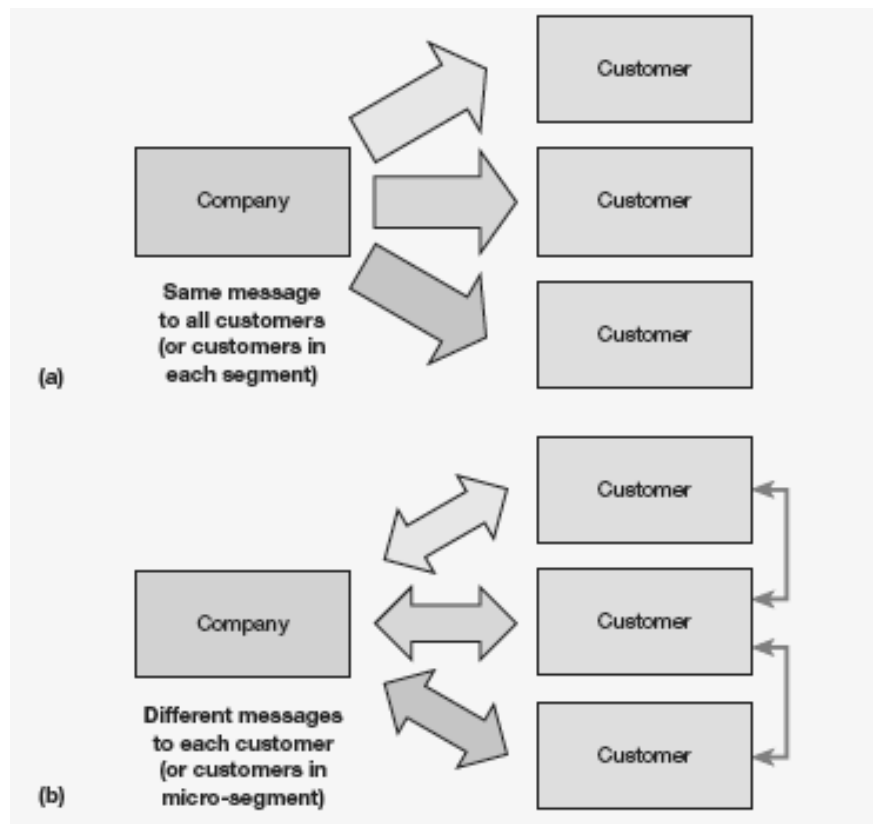 Customer
Customer
Company
Same message
to all customers
(or customers in
each segment)
Customer
(a)
Customer
Customer
Company
Different messages
to each customer
(or customers in
micro-segment)
Customer
(b)